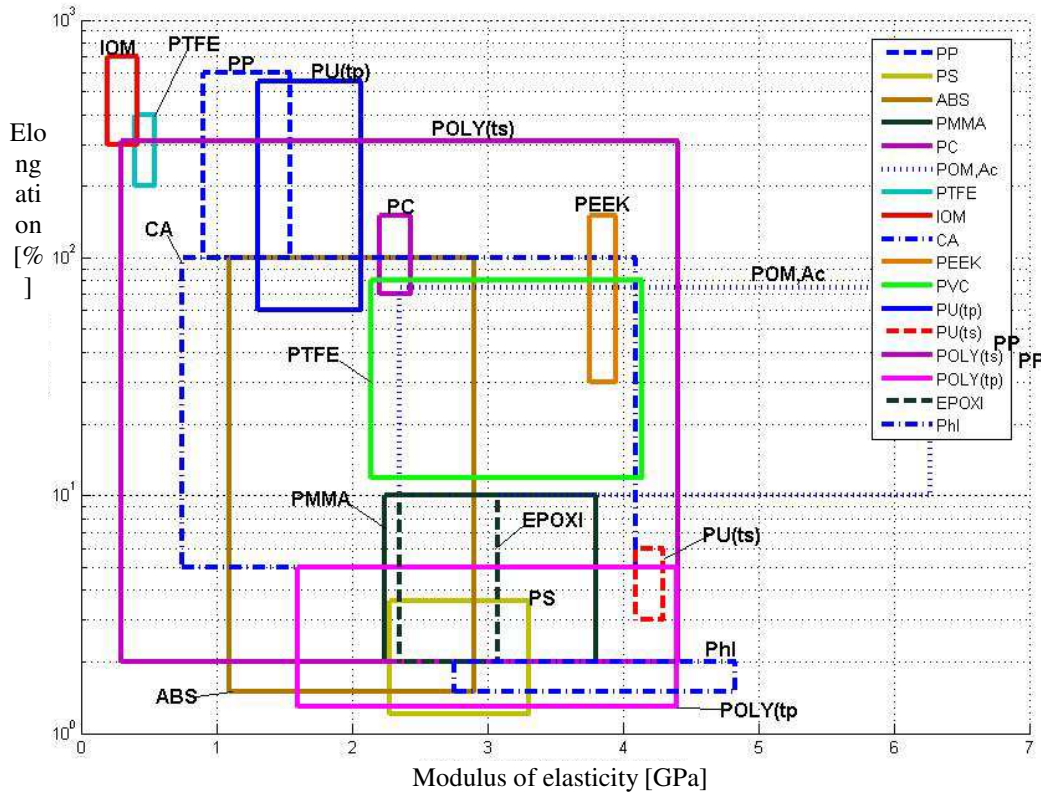 10³
IOM
PTFE
PP
PU(tp)
POLY(ts)
Elo
ng
ati
on
[%
]
CA
PC
PEEK
10²
POM,Ac
PTFE
10¹
PMMA
EPOXI
PU(ts)
PS
PhI
ABS
POLY(tp
10⁰
0 1 2 3 4 5 6 7
Modulus of elasticity [GPa]
PP
PS
ABS
PMMA
PC
POM,Ac
PTFE
IOM
CA
PEEK
PVC
PU(tp)
PU(ts)
POLY(ts)
POLY(tp)
EPOXI
PhI
PP
PP